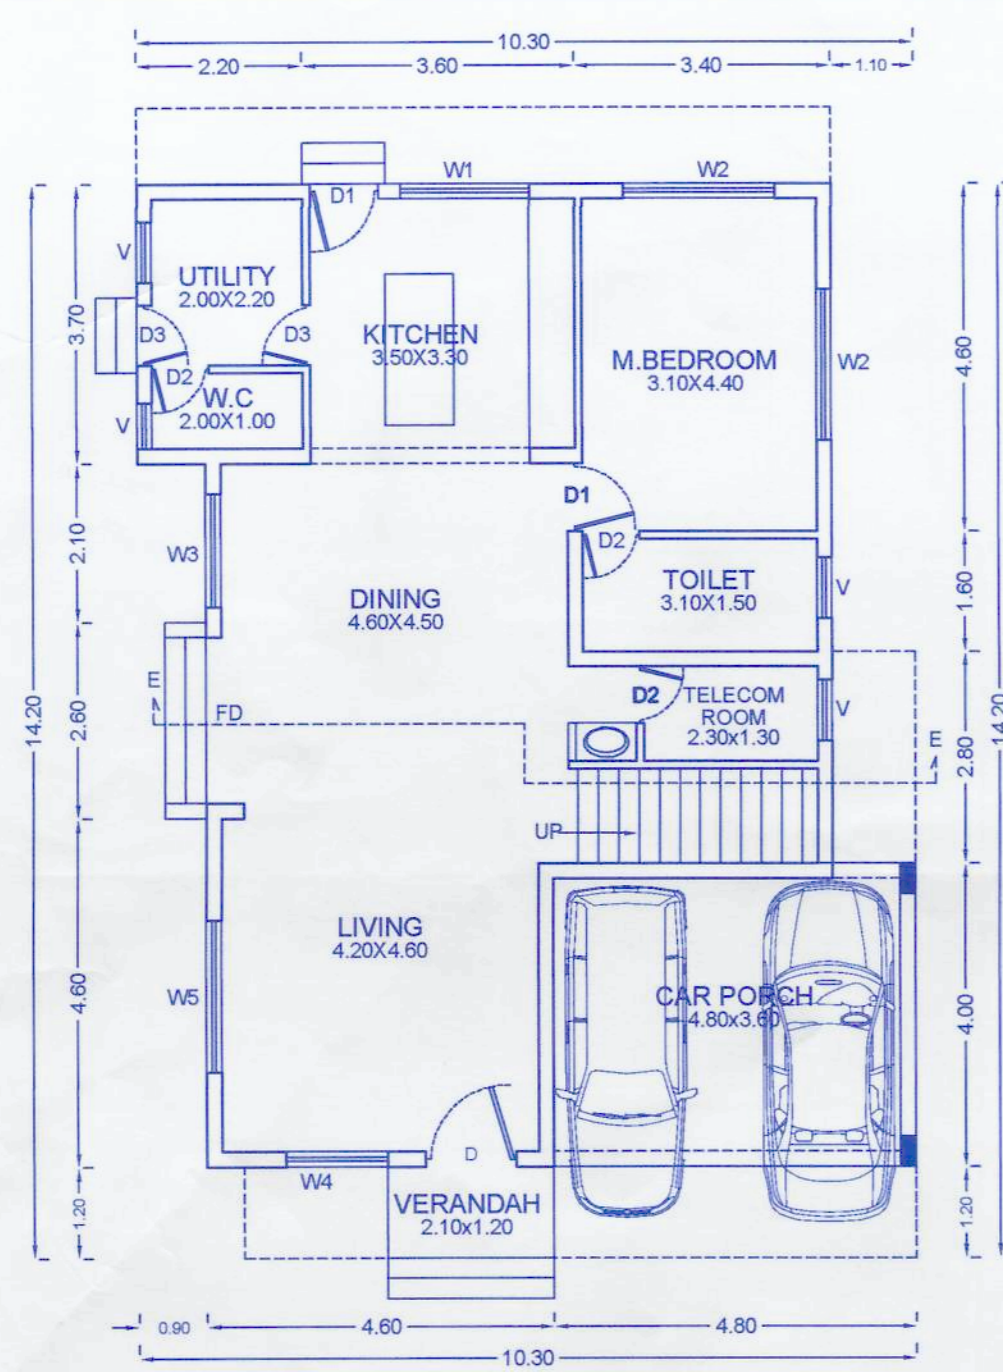 10.30
2.20
3.60
3.40
1.10
W1
W2
D1
V
UTILITY
2.00X2.20
3.70
D3
D3
KITCHEN
3.50X3.30
M.BEDROOM
3.10X4.40
W2
4.60
D2
W.C
2.00X1.00
V
D1
2.10
W3
D2
DINING
4.60X4.50
TOILET
3.10X1.50
V
1.60
14.20
E
2.60
FD
D2
TELECOM
ROOM
2.30x1.30
V
E
2.80
14.20
UP
LIVING
4.20X4.60
4.60
W5
CAR PORCH
4.80x3.60
4.00
D
W4
VERANDAH
2.10x1.20
1.20
1.20
0.90
4.60
4.80
10.30